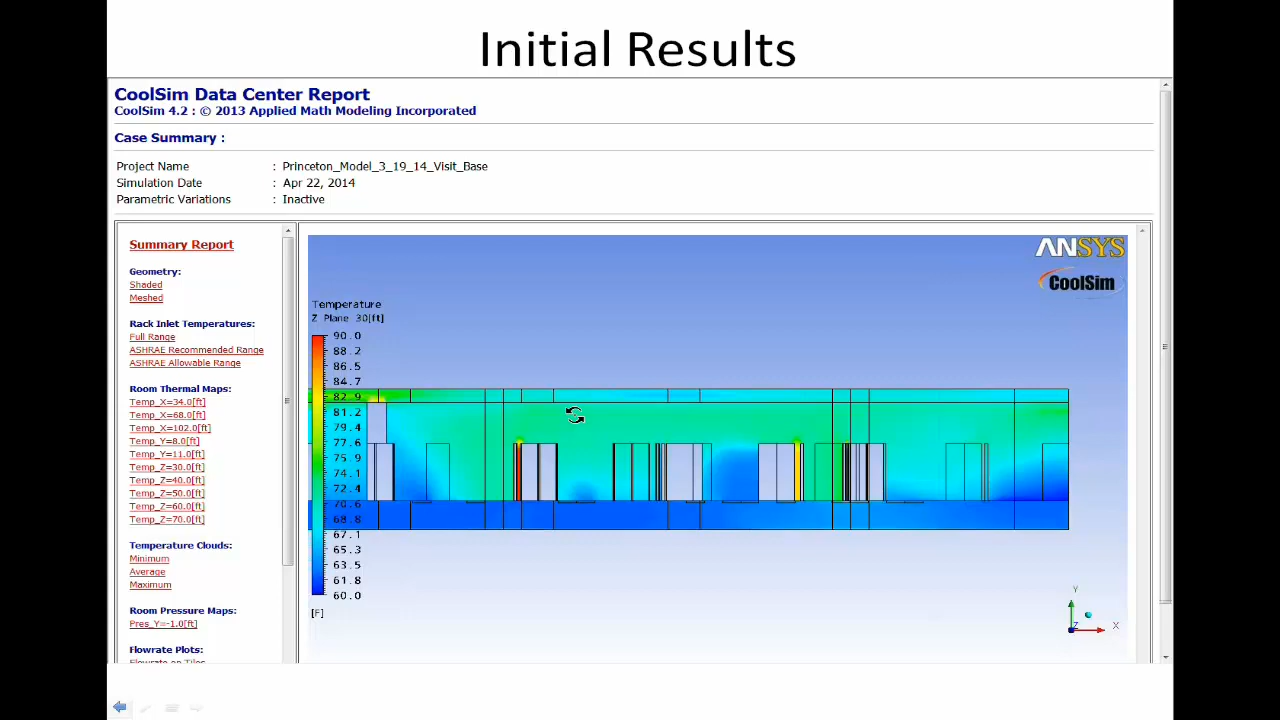 Initial Results
CoolSim Data Center Report
CoolSim 4.2 : © 2013 Applied Math Modeling Incorporated
Case Summary :
Project Name : Princeton_Model_3_19_14_Visit_Base
Simulation Date : Apr 22, 2014
Parametric Variations : Inactive
Summary Report
Geometry:
Shaded
Meshed
Rack Inlet Temperatures:
Full Range
ASHRAE Recommended Range
ASHRAE Allowable Range
Room Thermal Maps:
Temp_X=34.0[ft]
Temp_X=68.0[ft]
Temp_X=102.0[ft]
Temp_Y=8.0[ft]
Temp_Y=11.0[ft]
Temp_Z=30.0[ft]
Temp_Z=40.0[ft]
Temp_Z=50.0[ft]
Temp_Z=60.0[ft]
Temp_Z=70.0[ft]
Temperature Clouds:
Minimum
Average
Maximum
Room Pressure Maps:
Pres_Y=-1.0[ft]
Flowrate Plots:
Flowrate on Tiles
ANSYS
CoolSim
Temperature
Z Plane 30[ft]
90.0
88.2
86.5
84.7
82.9
81.2
79.4
77.6
75.9
74.1
72.4
70.6
68.8
67.1
65.3
63.5
61.8
60.0
[F]
Y
Z
X